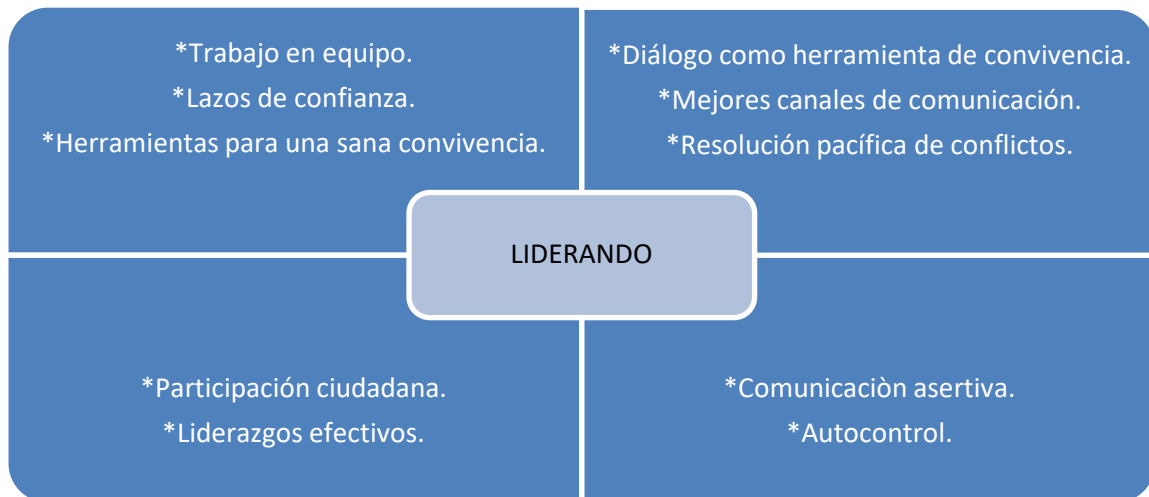 *Trabajo en equipo.
*Lazos de confianza.
*Herramientas para una sana convivencia.
*Diálogo como herramienta de convivencia.
*Mejores canales de comunicación.
*Resolución pacífica de conflictos.
LIDERANDO
*Participación ciudadana.
*Liderazgos efectivos.
*Comunicaciòn asertiva.
*Autocontrol.